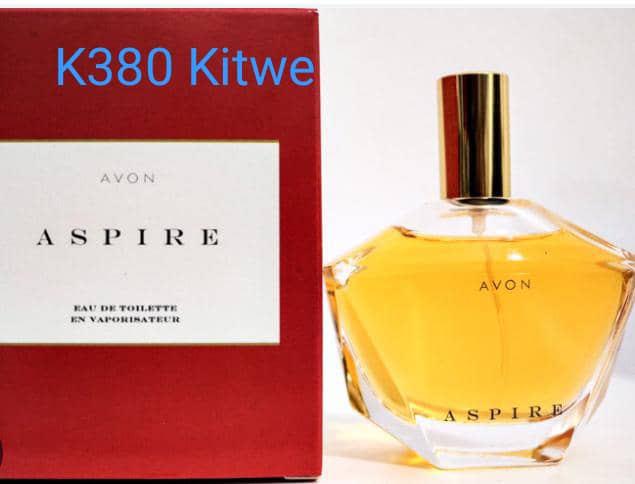 K380 Kitwe
AVON
ASPIRE
EAU DE TOILETTE
EN VAPORISATEUR
AVON
ASPIRE